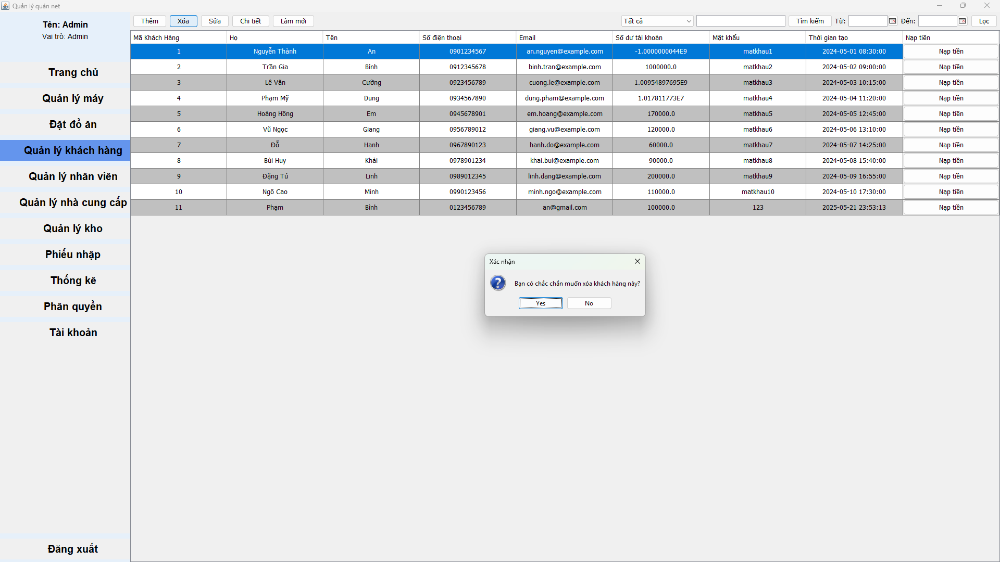 Quản lý quán net
Tên: Admin
Vai trò: Admin
Trang chủ
Quản lý máy
Đặt đồ ăn
Quản lý khách hàng
Quản lý nhân viên
Quản lý nhà cung cấp
Quản lý kho
Phiếu nhập
Thống kê
Phân quyền
Tài khoản
Đăng xuất
Thêm Xóa Sửa Chi tiết Làm mới Tất cả Tìm kiếm Từ: Đến: Lọc
Mã Khách Hàng Họ Tên Số điện thoại Email Số dư tài khoản Mật khẩu Thời gian tạo Nạp tiền
1 Nguyễn Thành An 0901234567 an.nguyen@example.com -1.0000000044E9 matkhau1 2024-05-01 08:30:00 Nạp tiền
2 Trần Gia Bình 0912345678 binh.tran@example.com 1000000.0 matkhau2 2024-05-02 09:00:00 Nạp tiền
3 Lê Văn Cường 0923456789 cuong.le@example.com 1.00954897695E9 matkhau3 2024-05-03 10:15:00 Nạp tiền
4 Phạm Mỹ Dung 0934567890 dung.pham@example.com 1.017811773E7 matkhau4 2024-05-04 11:20:00 Nạp tiền
5 Hoàng Hồng Em 0945678901 em.hoang@example.com 170000.0 matkhau5 2024-05-05 12:45:00 Nạp tiền
6 Vũ Ngọc Giang 0956789012 giang.vu@example.com 120000.0 matkhau6 2024-05-06 13:10:00 Nạp tiền
7 Đỗ Hạnh 0967890123 hanh.do@example.com 60000.0 matkhau7 2024-05-07 14:25:00 Nạp tiền
8 Bùi Huy Khải 0978901234 khai.bui@example.com 90000.0 matkhau8 2024-05-08 15:40:00 Nạp tiền
9 Đặng Tú Linh 0989012345 linh.dang@example.com 200000.0 matkhau9 2024-05-09 16:55:00 Nạp tiền
10 Ngô Cao Minh 0990123456 minh.ngo@example.com 110000.0 matkhau10 2024-05-10 17:30:00 Nạp tiền
11 Phạm Bình 0123456789 an@gmail.com 100000.0 123 2025-05-21 23:53:13 Nạp tiền
Xác nhận
Bạn có chắc chắn muốn xóa khách hàng này?
Yes No